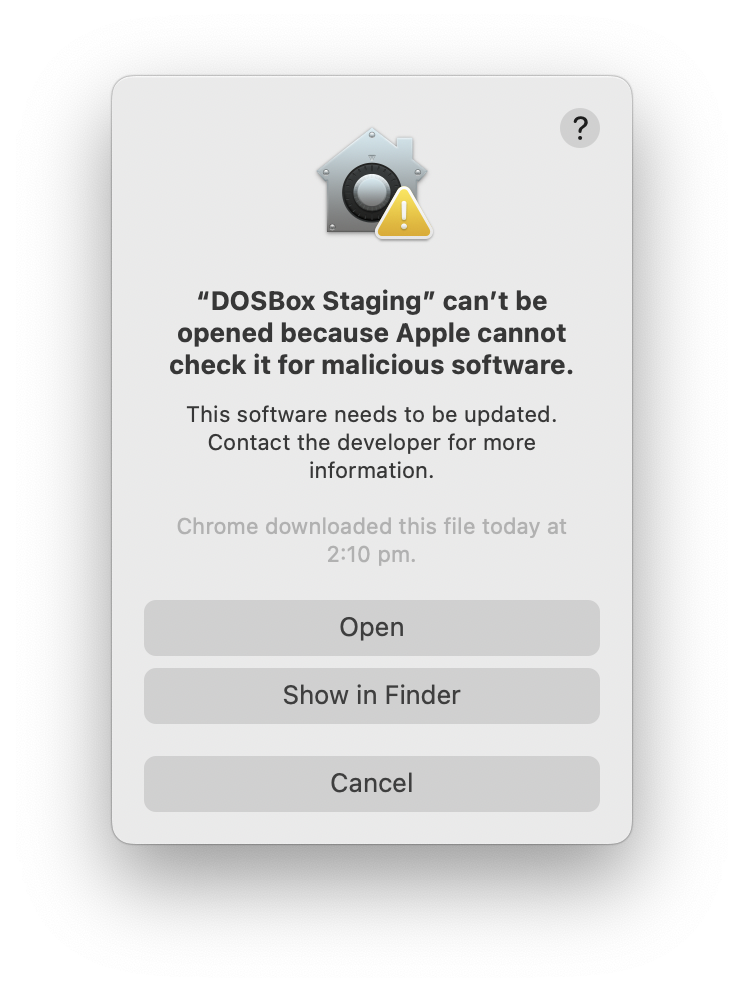 ?
“DOSBox Staging” can’t be
opened because Apple cannot
check it for malicious software.
This software needs to be updated.
Contact the developer for more
information.
Chrome downloaded this file today at
2:10 pm.
Open
Show in Finder
Cancel